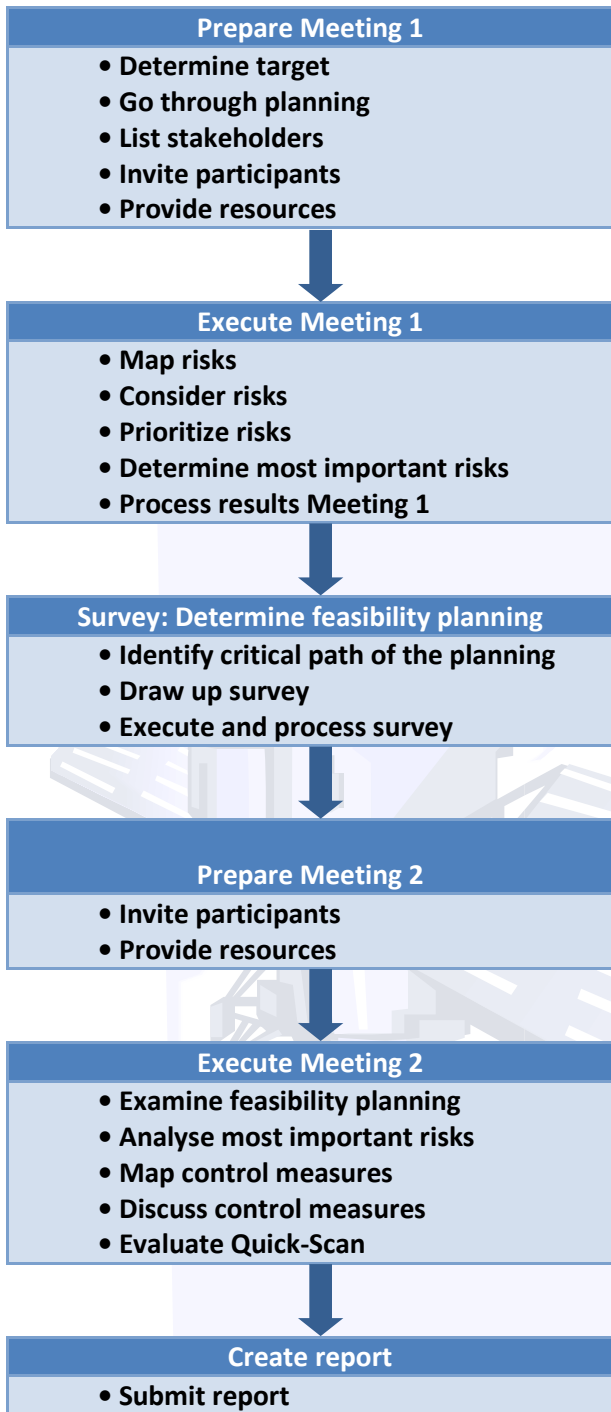 Prepare Meeting 1
• Determine target
• Go through planning
• List stakeholders
• Invite participants
• Provide resources
Execute Meeting 1
• Map risks
• Consider risks
• Prioritize risks
• Determine most important risks
• Process results Meeting 1
Survey: Determine feasibility planning
• Identify critical path of the planning
• Draw up survey
• Execute and process survey
Prepare Meeting 2
• Invite participants
• Provide resources
Execute Meeting 2
• Examine feasibility planning
• Analyse most important risks
• Map control measures
• Discuss control measures
• Evaluate Quick-Scan
Create report
• Submit report